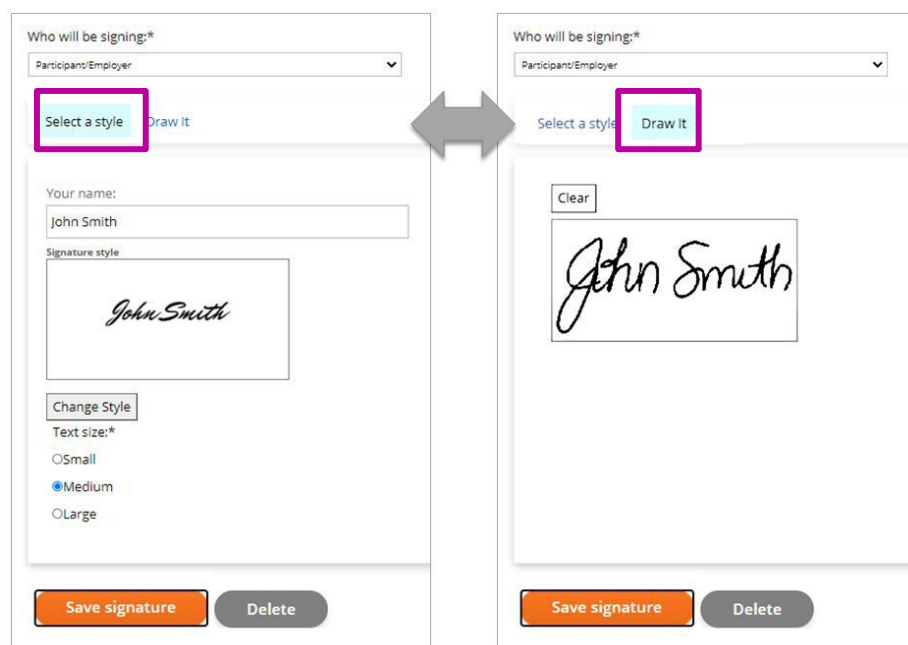 Who will be signing:*
Participant/Employer
Select a style Draw It
Your name:
John Smith
Signature style
John Smith
Change Style
Text size:*
Small
Medium
Large
Save signature Delete
Who will be signing:*
Participant/Employer
Select a style Draw It
Clear
John Smith
Save signature Delete